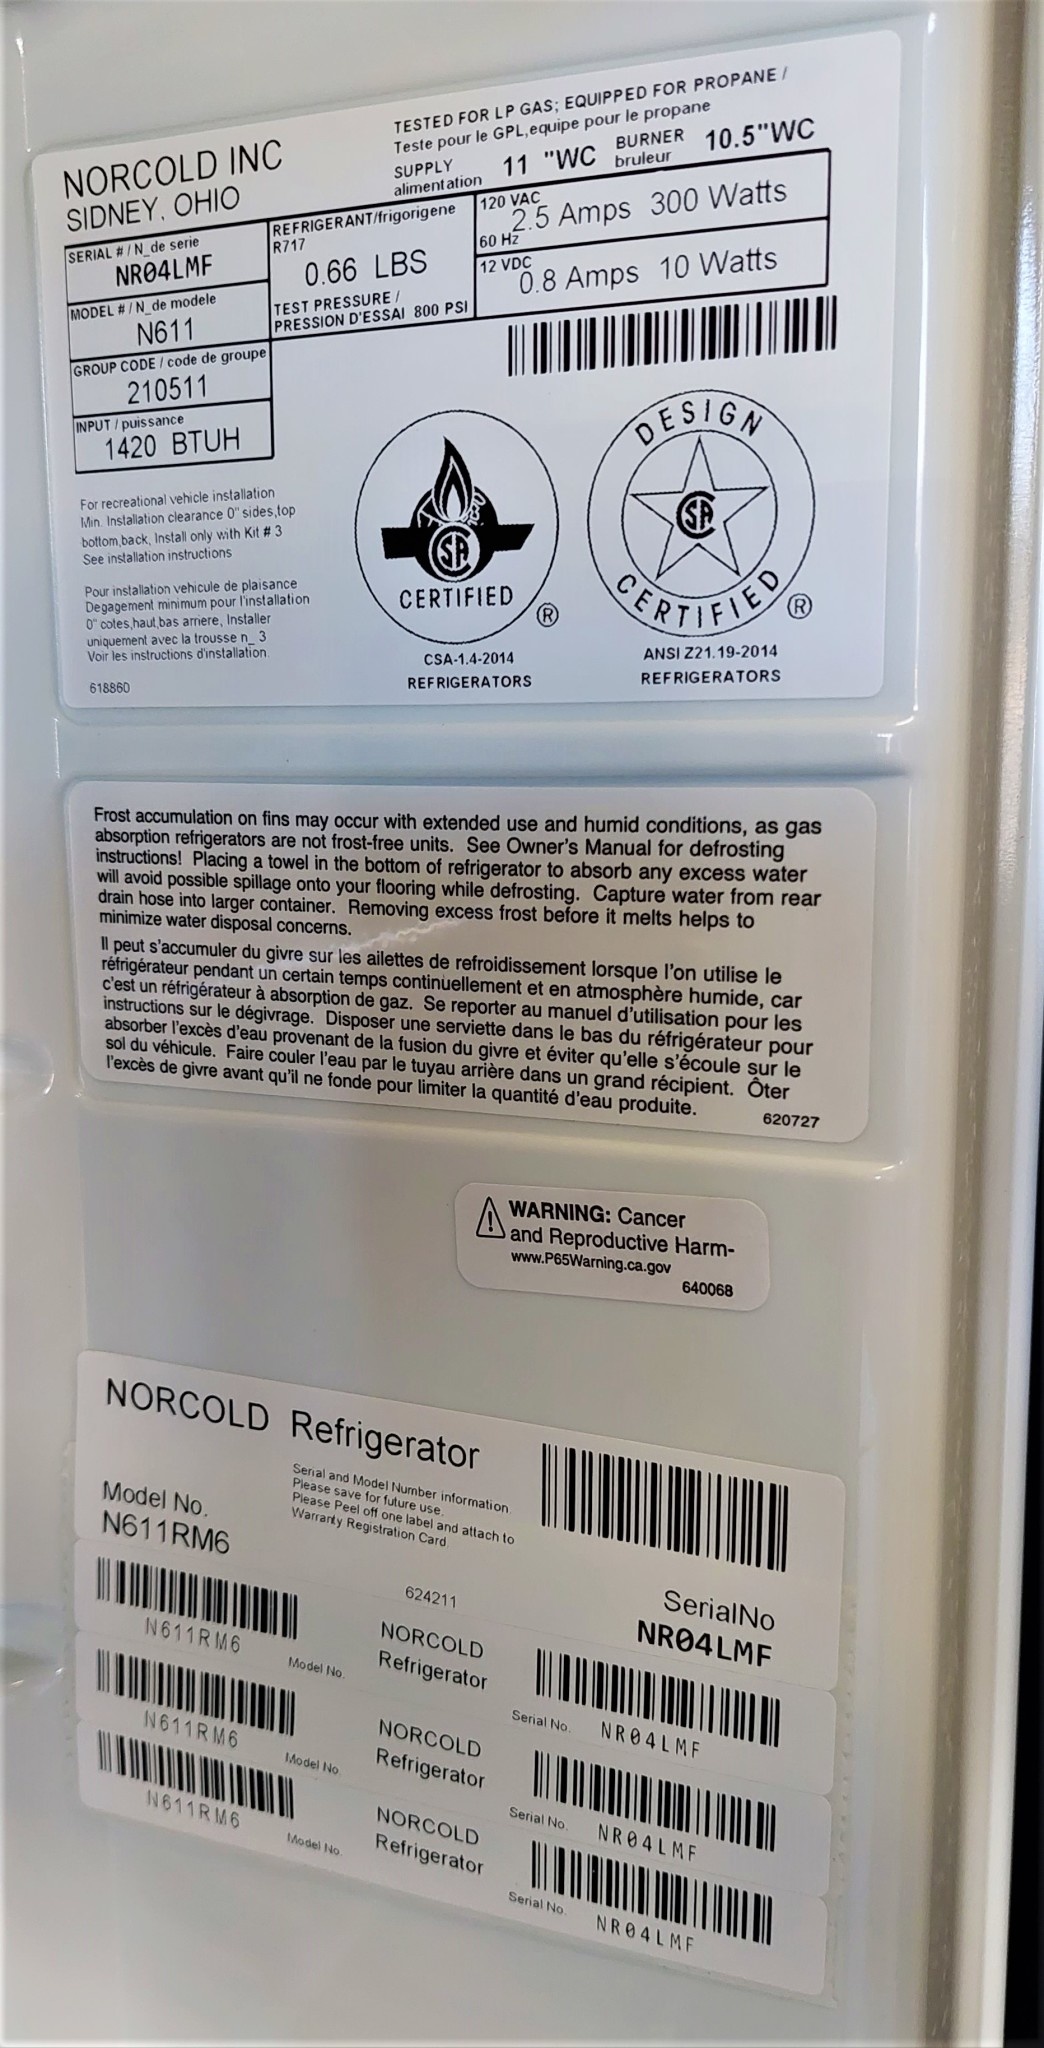 NORCOLD INC
SIDNEY, OHIO
TESTED FOR LP GAS; EQUIPPED FOR PROPANE /
Teste pour le GPL,equipe pour le propane
SUPPLY
alimentation
11 "WC
BURNER
bruleur
10.5"WC
SERIAL # / N_de serie
NR04LMF
MODEL # / N_de modele
N611
GROUP CODE / code de groupe
210511
INPUT / puissance
1420 BTUH
REFRIGERANT/frigorigene
R717
0.66 LBS
TEST PRESSURE /
PRESSION D'ESSAI 800 PSI
120 VAC
60 Hz
2.5 Amps 300 Watts
12 VDC
0.8 Amps 10 Watts
For recreational vehicle installation
Min. Installation clearance 0" sides,top
bottom,back, Install only with Kit # 3
See installation instructions
Pour installation vehicule de plaisance
Degagement minimum pour l'installation
0" cotes,haut,bas arriere, Installer
uniquement avec la trousse n_ 3
Voir les instructions d'installation.
618860
SA
CERTIFIED
®
CSA-1.4-2014
REFRIGERATORS
DESIGN
SA
CERTIFIED
®
ANSI Z21.19-2014
REFRIGERATORS
Frost accumulation on fins may occur with extended use and humid conditions, as gas
absorption refrigerators are not frost-free units. See Owner's Manual for defrosting
instructions! Placing a towel in the bottom of refrigerator to absorb any excess water
will avoid possible spillage onto your flooring while defrosting. Capture water from rear
drain hose into larger container. Removing excess frost before it melts helps to
minimize water disposal concerns.
Il peut s'accumuler du givre sur les ailettes de refroidissement lorsque l'on utilise le
réfrigérateur pendant un certain temps continuellement et en atmosphère humide, car
c'est un réfrigérateur à absorption de gaz. Se reporter au manuel d'utilisation pour les
instructions sur le dégivrage. Disposer une serviette dans le bas du réfrigérateur pour
absorber l'excès d'eau provenant de la fusion du givre et éviter qu'elle s'écoule sur le
sol du véhicule. Faire couler l'eau par le tuyau arrière dans un grand récipient. Ôter
l'excès de givre avant qu'il ne fonde pour limiter la quantité d'eau produite.
620727
WARNING: Cancer
and Reproductive Harm-
www.P65Warning.ca.gov
640068
NORCOLD Refrigerator
Serial and Model Number information.
Please save for future use.
Please Peel off one label and attach to
Warranty Registration Card.
Model No.
N611RM6
624211
SerialNo
NR04LMF
N611RM6
Model No.
NORCOLD
Refrigerator
Serial No.
NR04LMF
N611RM6
Model No.
NORCOLD
Refrigerator
Serial No.
NR04LMF
N611RM6
Model No.
NORCOLD
Refrigerator
Serial No.
NR04LMF